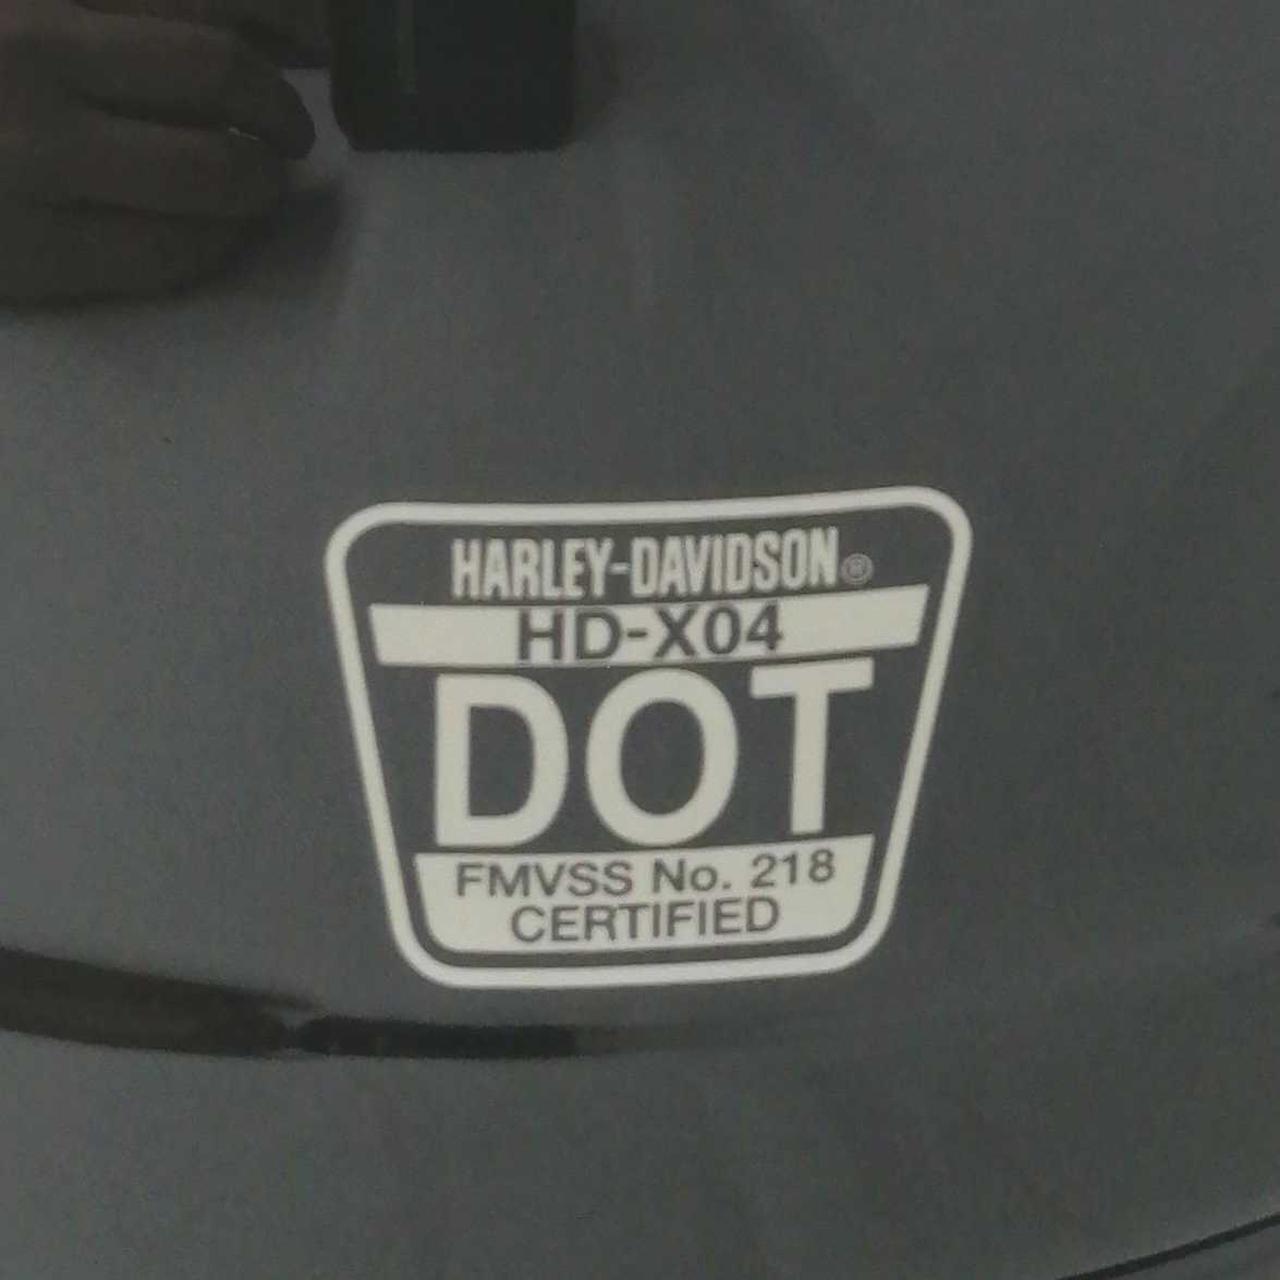 HARLEY-DAVIDSON®
HD-X04
DOT
FMVSS No. 218
CERTIFIED